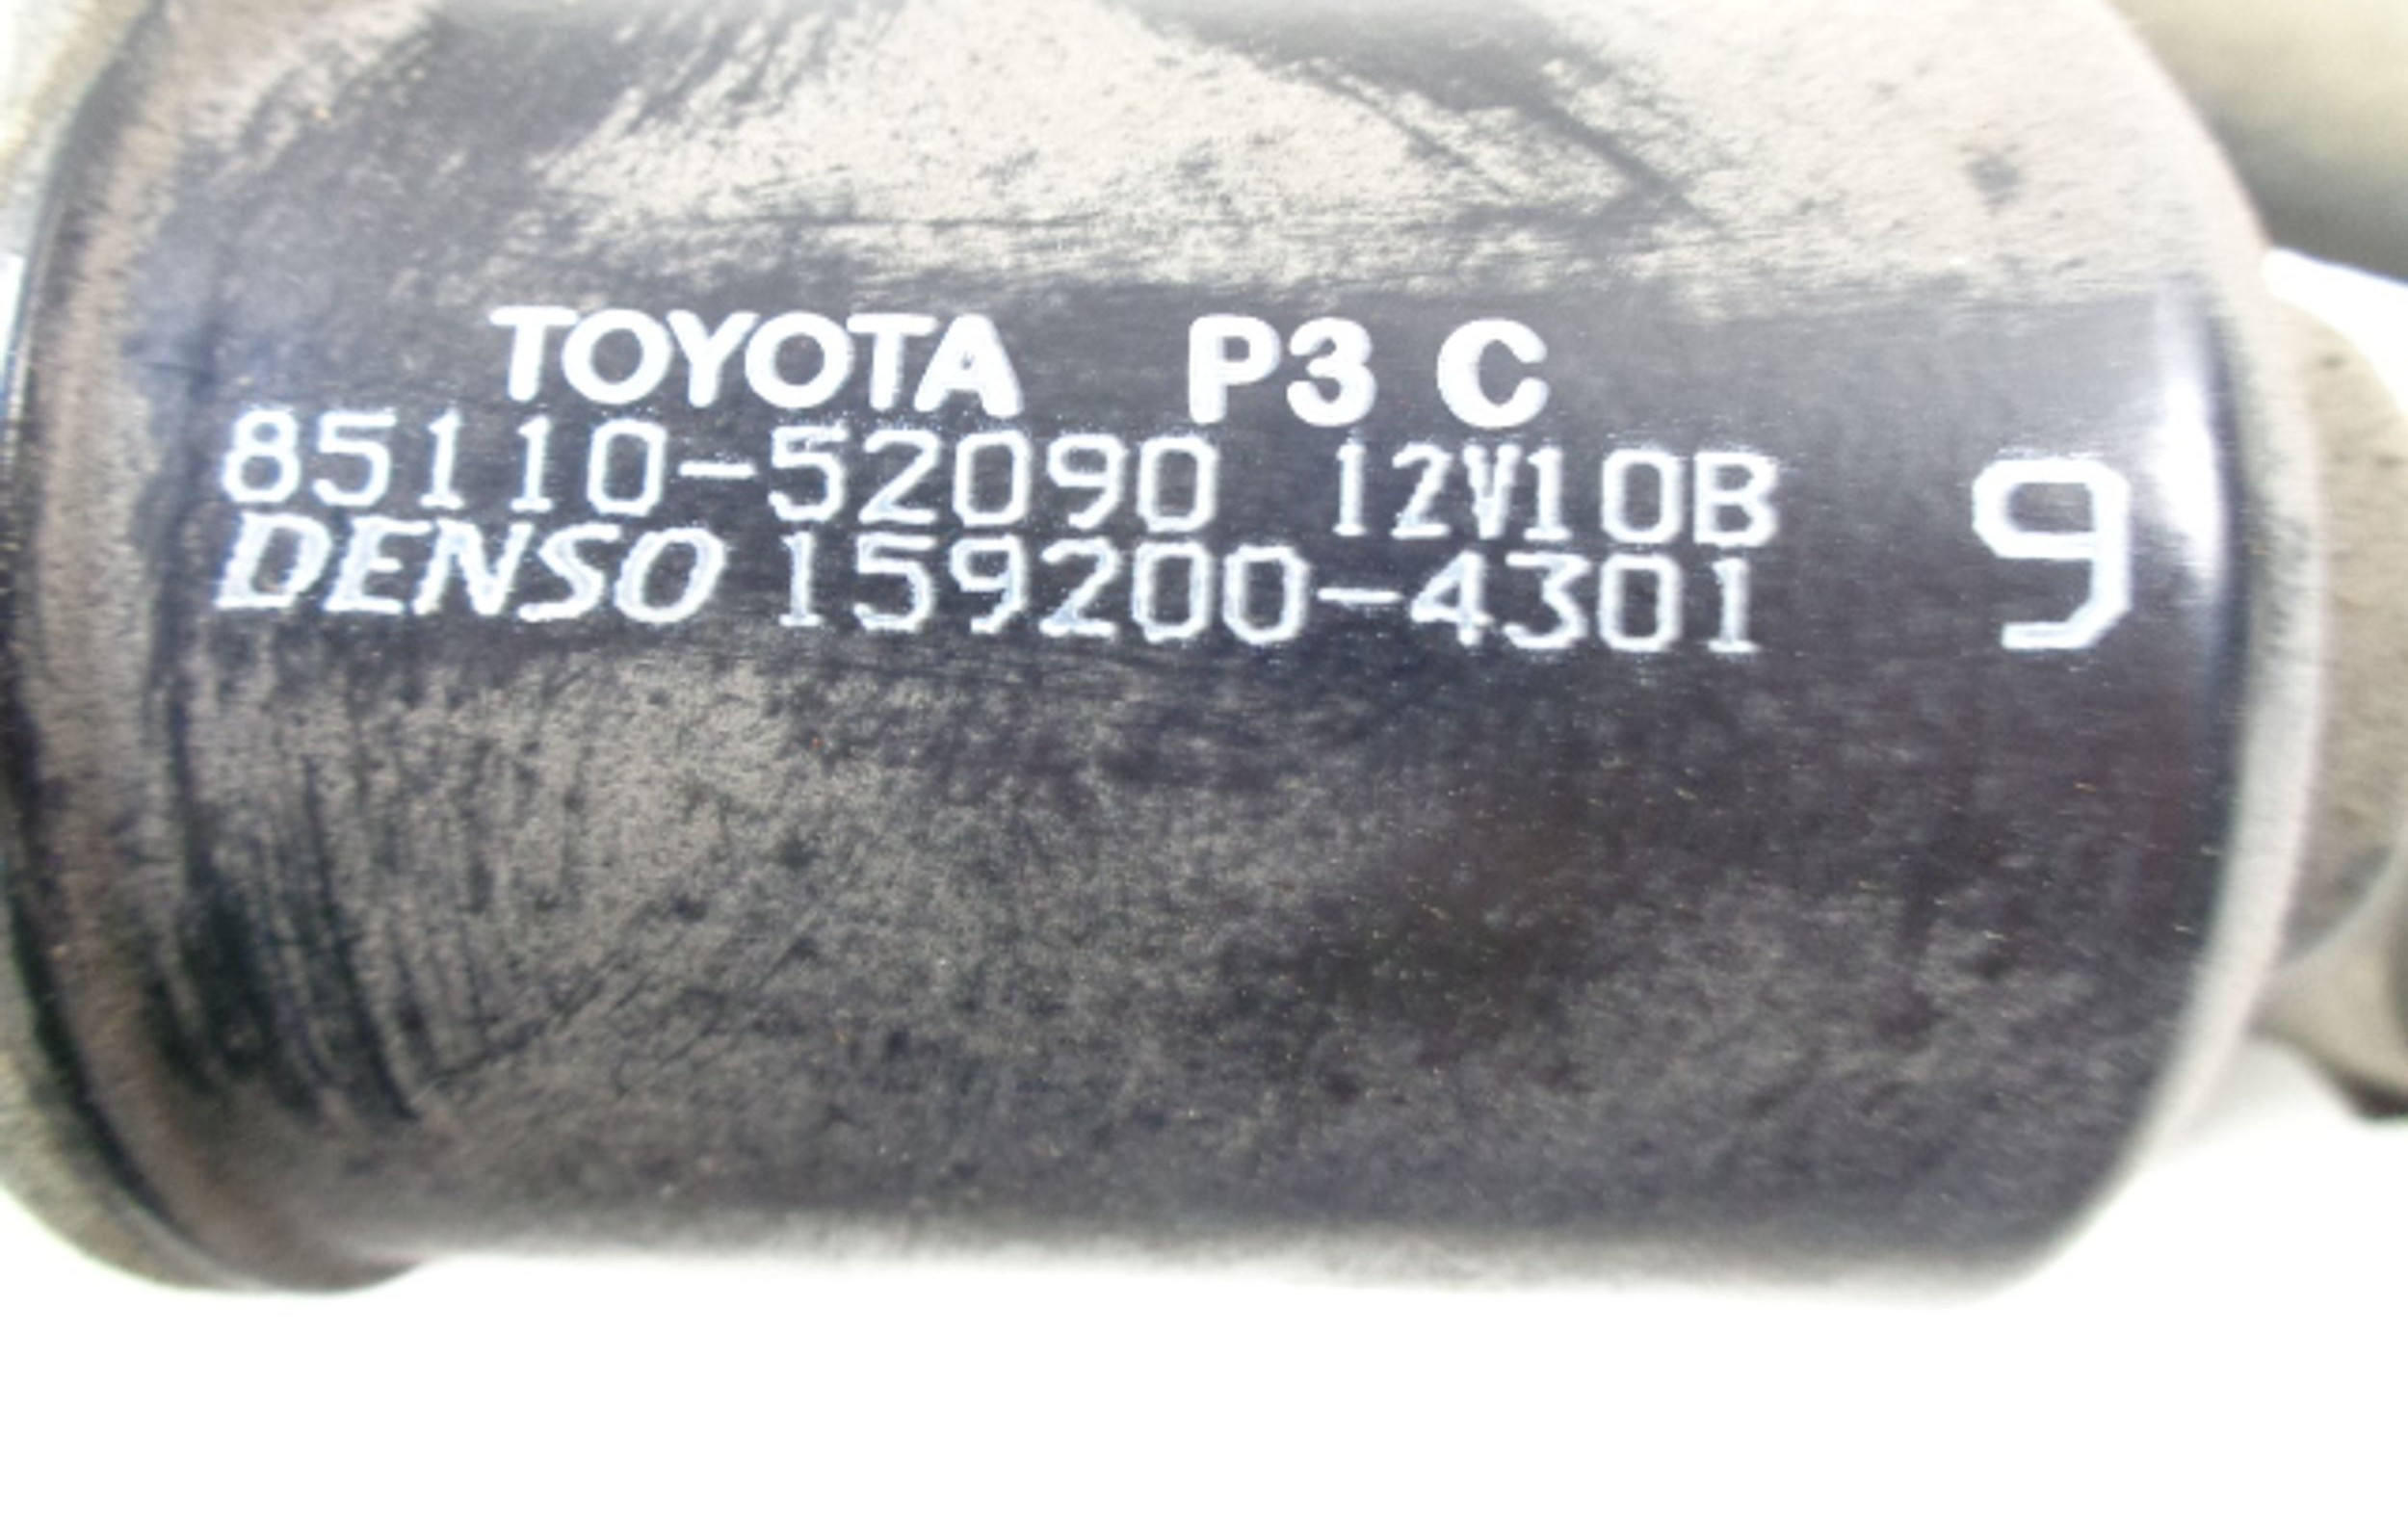 TOYOTA P3 C
85110-52090 12V10B
DENSO 159200-4301
9